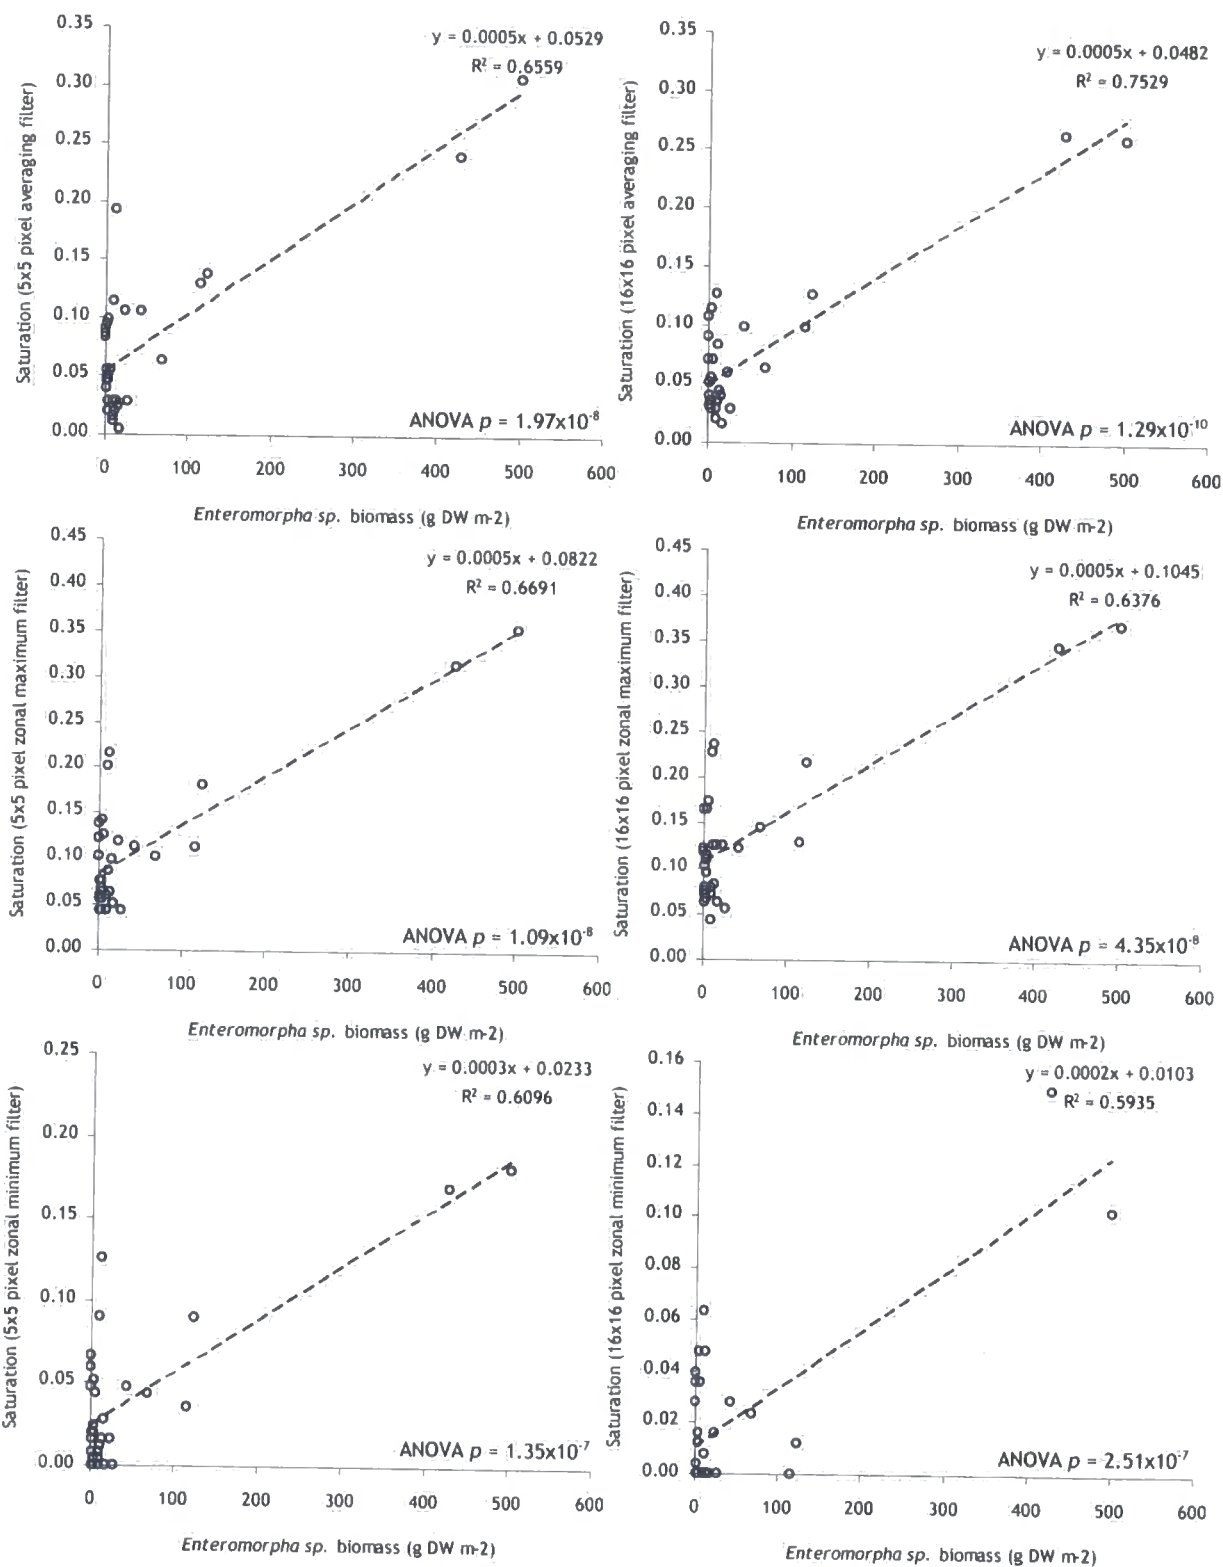 y = 0.0005x + 0.0529
R² = 0.6559
Saturation (5x5 pixel averaging filter)
0.35
0.30
0.25
0.20
0.15
0.10
0.05
0.00
ANOVA p = 1.97x10⁻⁸
0 100 200 300 400 500 600
Enteromorpha sp. biomass (g DW m-2)
y = 0.0005x + 0.0482
R² = 0.7529
Saturation (16x16 pixel averaging filter)
0.35
0.30
0.25
0.20
0.15
0.10
0.05
0.00
ANOVA p = 1.29x10⁻¹⁰
0 100 200 300 400 500 600
Enteromorpha sp. biomass (g DW m-2)
y = 0.0005x + 0.0822
R² = 0.6691
Saturation (5x5 pixel zonal maximum filter)
0.45
0.40
0.35
0.30
0.25
0.20
0.15
0.10
0.05
0.00
ANOVA p = 1.09x10⁻⁸
0 100 200 300 400 500 600
Enteromorpha sp. biomass (g DW m-2)
y = 0.0005x + 0.1045
R² = 0.6376
Saturation (16x16 pixel zonal maximum filter)
0.45
0.40
0.35
0.30
0.25
0.20
0.15
0.10
0.05
0.00
ANOVA p = 4.35x10⁻⁸
0 100 200 300 400 500 600
Enteromorpha sp. biomass (g DW m-2)
y = 0.0003x + 0.0233
R² = 0.6096
Saturation (5x5 pixel zonal minimum filter)
0.25
0.20
0.15
0.10
0.05
0.00
ANOVA p = 1.35x10⁻⁷
0 100 200 300 400 500 600
Enteromorpha sp. biomass (g DW m-2)
y = 0.0002x + 0.0103
R² = 0.5935
Saturation (16x16 pixel zonal minimum filter)
0.16
0.14
0.12
0.10
0.08
0.06
0.04
0.02
0.00
ANOVA p = 2.51x10⁻⁷
0 100 200 300 400 500 600
Enteromorpha sp. biomass (g DW m-2)